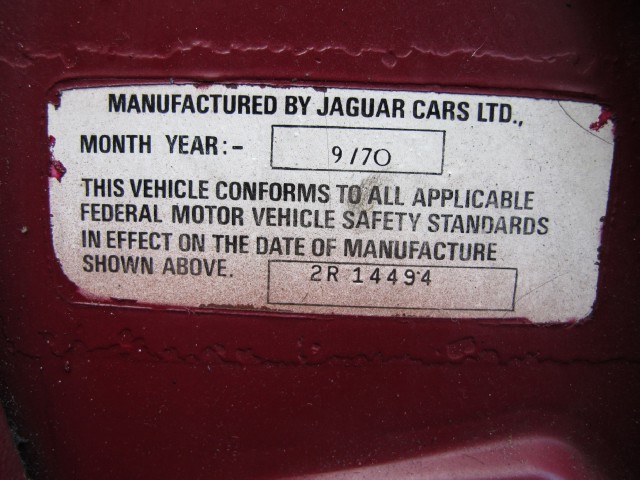 MANUFACTURED BY JAGUAR CARS LTD.,
MONTH YEAR:- 9/70
THIS VEHICLE CONFORMS TO ALL APPLICABLE
FEDERAL MOTOR VEHICLE SAFETY STANDARDS
IN EFFECT ON THE DATE OF MANUFACTURE
SHOWN ABOVE. 2R 14494